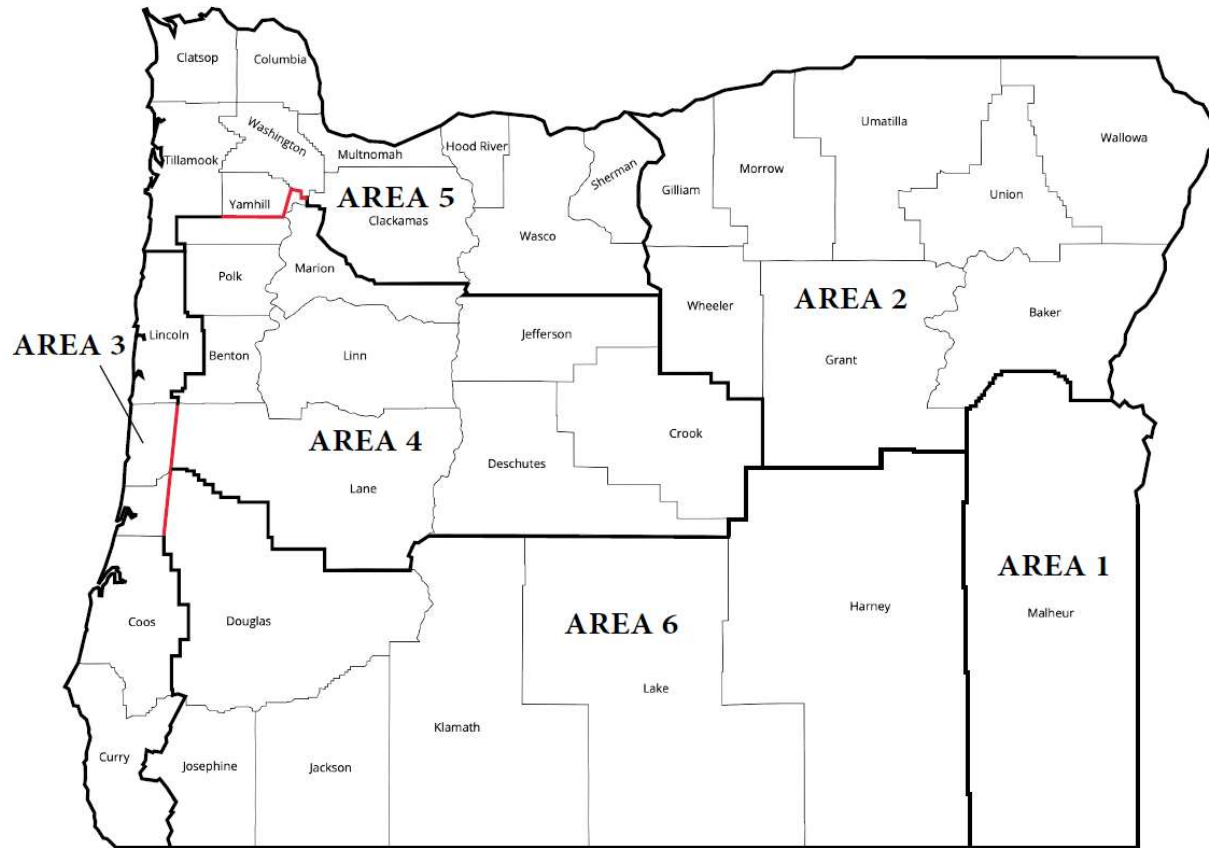 Clatsop
Columbia
Washington
Tillamook
Multnomah
Hood River
Sherman
Gilliam
Morrow
Umatilla
Wallowa
Union
Yamhill
AREA 5
Clackamas
Wasco
Polk
Marion
Wheeler
AREA 2
Baker
Grant
Lincoln
AREA 3
Benton
Linn
Jefferson
Crook
AREA 4
Deschutes
Lane
AREA 1
Malheur
Harney
AREA 6
Coos
Douglas
Lake
Klamath
Curry
Josephine
Jackson